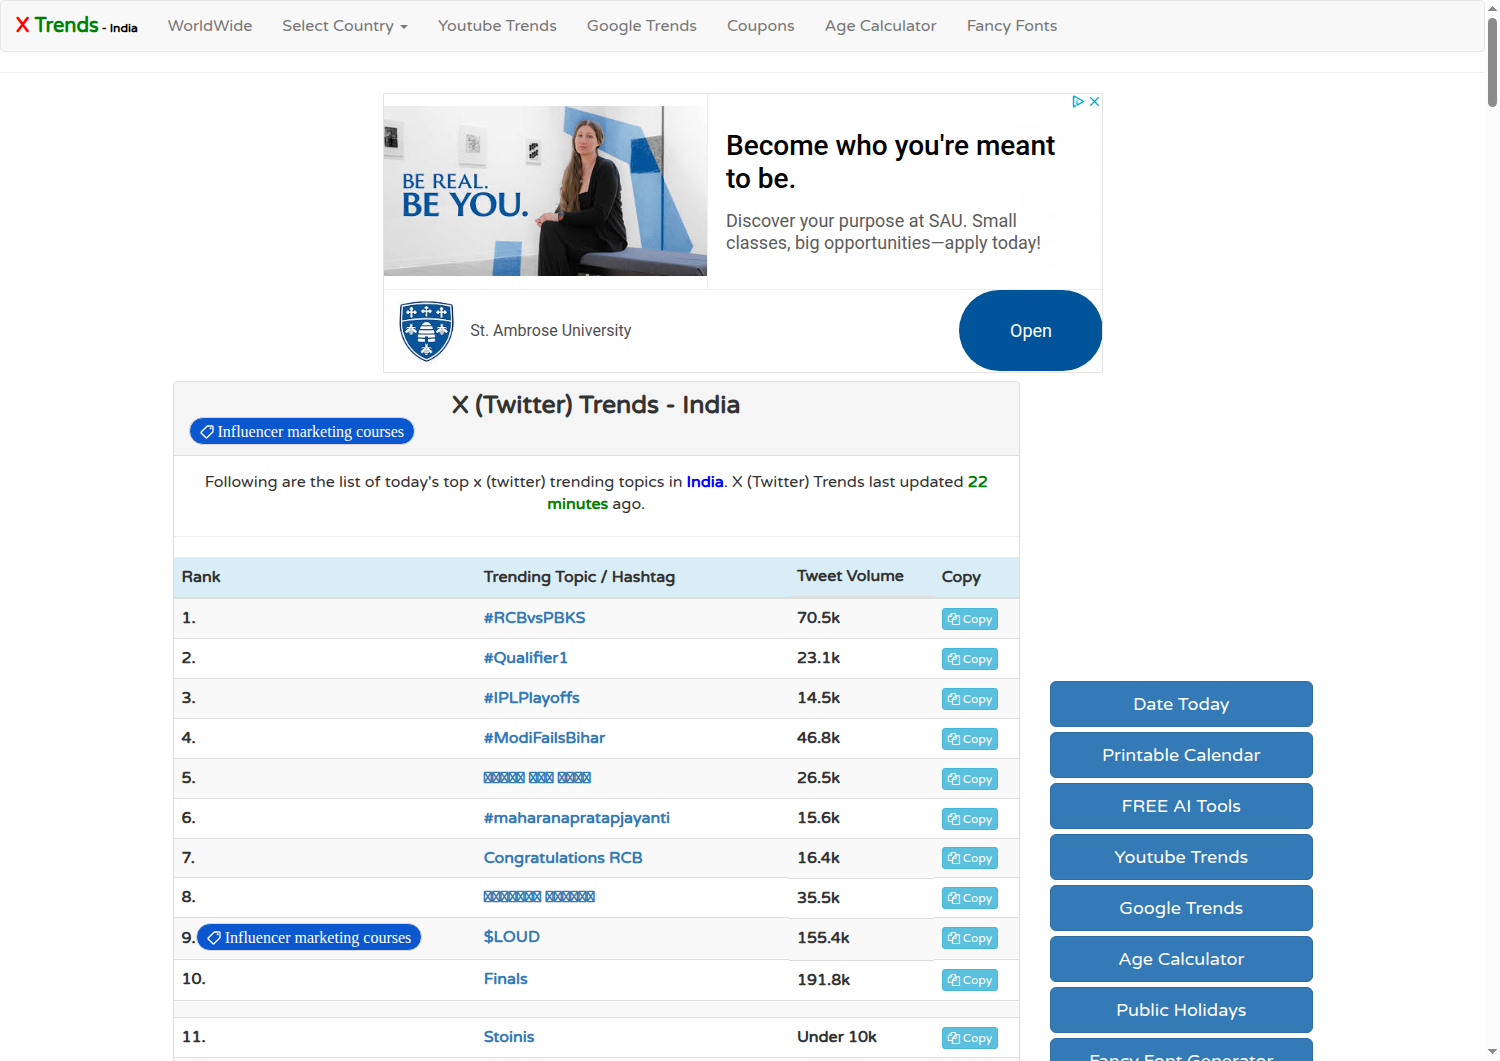 X Trends - India WorldWide Select Country Youtube Trends Google Trends Coupons Age Calculator Fancy Fonts
BE REAL.
BE YOU.
Become who you're meant
to be.
Discover your purpose at SAU. Small
classes, big opportunities—apply today!
St. Ambrose University
Open
X (Twitter) Trends - India
Influencer marketing courses
Following are the list of today's top x (twitter) trending topics in India. X (Twitter) Trends last updated 22
minutes ago.
Rank Trending Topic / Hashtag Tweet Volume Copy
1. #RCBvsPBKS 70.5k Copy
2. #Qualifier1 23.1k Copy
3. #IPLPlayoffs 14.5k Copy
4. #ModiFailsBihar 46.8k Copy
5. 26.5k Copy
6. #maharanapratapjayanti 15.6k Copy
7. Congratulations RCB 16.4k Copy
8. 35.5k Copy
9. Influencer marketing courses $LOUD 155.4k Copy
10. Finals 191.8k Copy
11. Stoinis Under 10k Copy
Date Today
Printable Calendar
FREE AI Tools
Youtube Trends
Google Trends
Age Calculator
Public Holidays
Fancy Font Generator